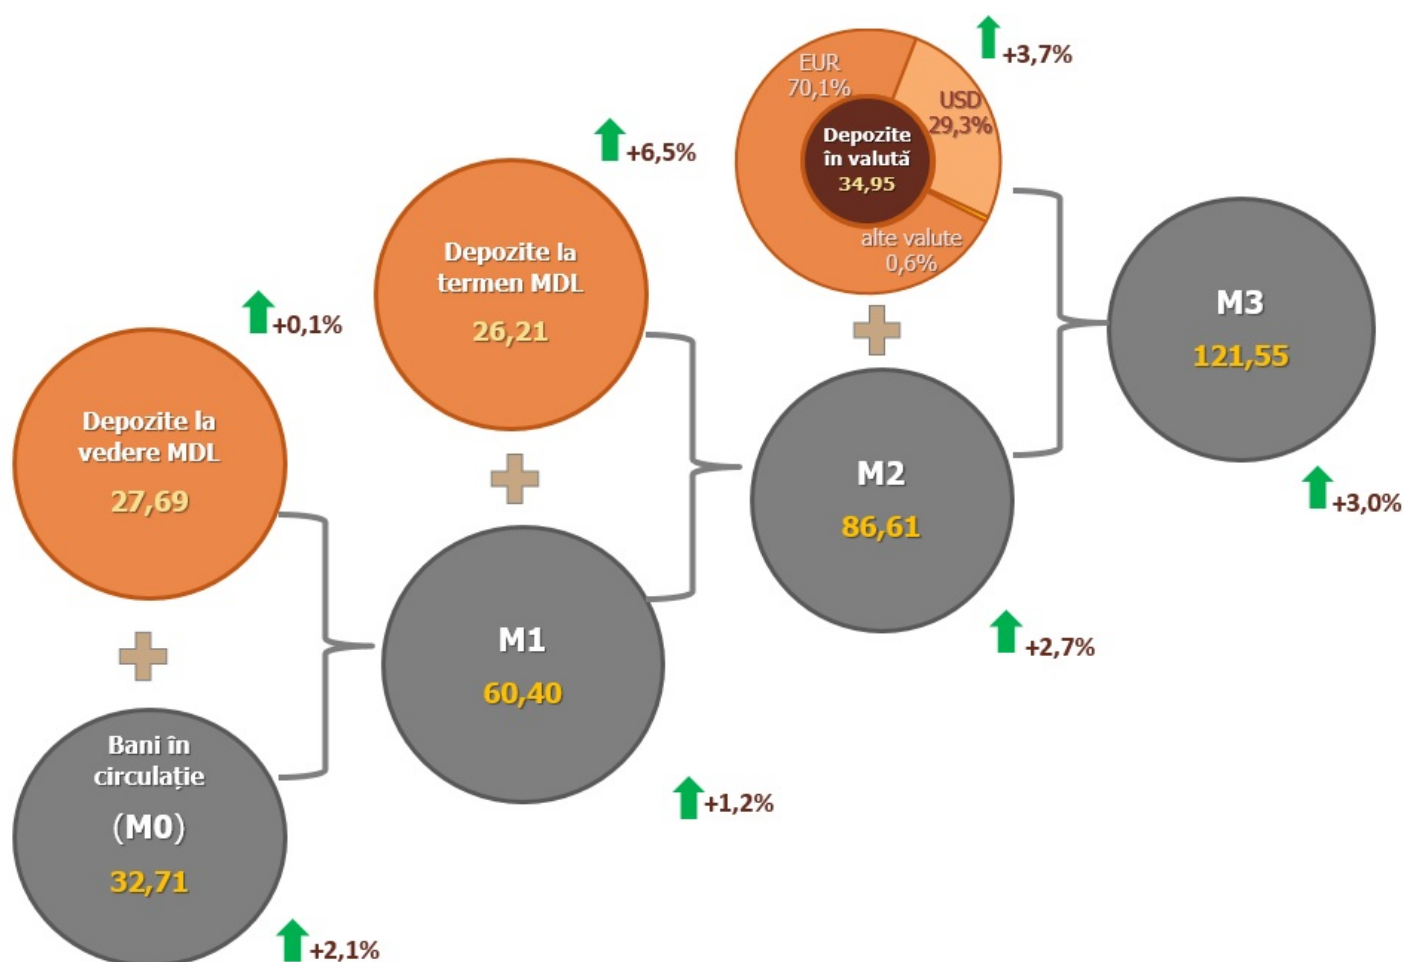 EUR
70,1%
USD
29,3%
Depozite
în valută
34,95
alte valute
0,6%
+3,7%
+6,5%
Depozite la
termen MDL
26,21
M3
121,55
+3,0%
+0,1%
Depozite la
vedere MDL
27,69
M2
86,61
+2,7%
M1
60,40
+1,2%
Bani în
circulație
(M0)
32,71
+2,1%